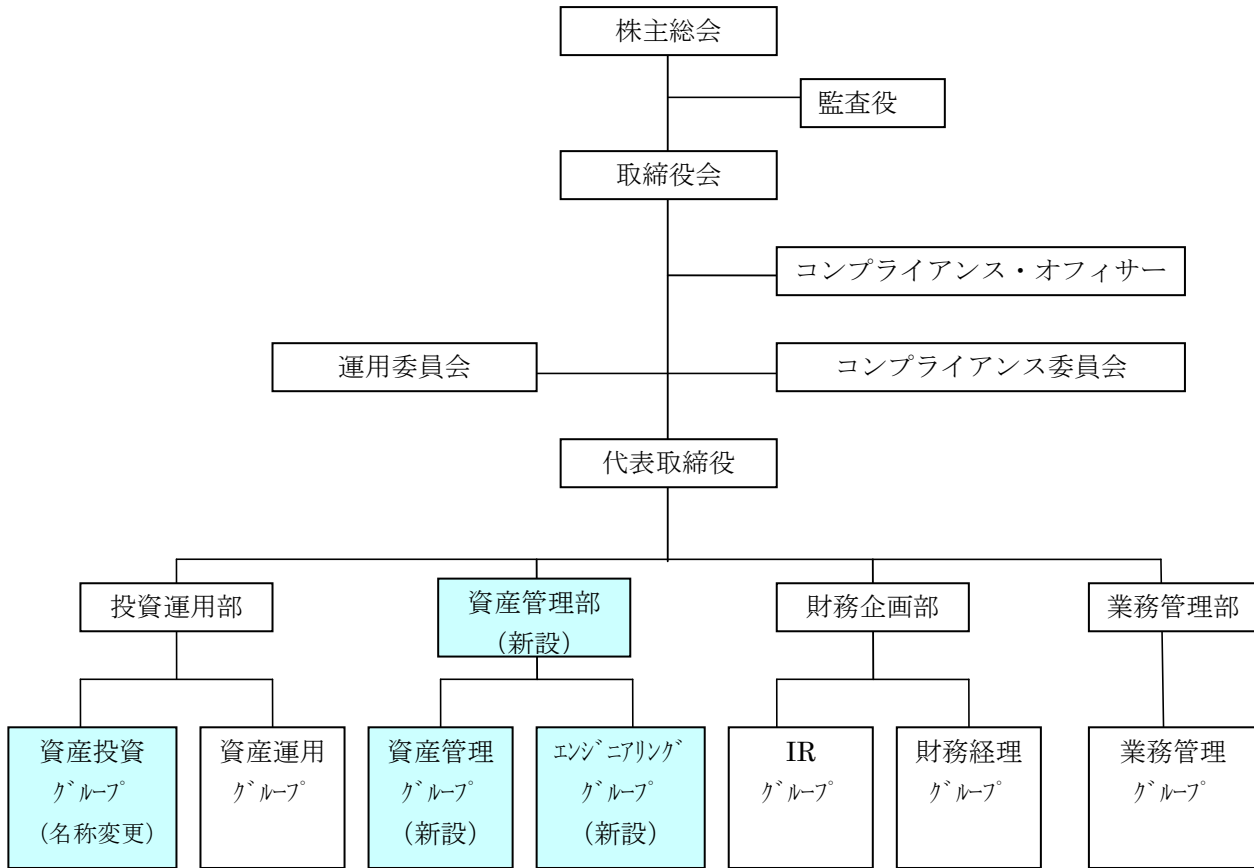 株主総会
監査役
取締役会
コンプライアンス・オフィサー
運用委員会
コンプライアンス委員会
代表取締役
投資運用部
資産管理部
（新設）
財務企画部
業務管理部
資産投資
ｸﾞﾙｰﾌﾟ
（名称変更）
資産運用
ｸﾞﾙｰﾌﾟ
資産管理
ｸﾞﾙｰﾌﾟ
（新設）
ｴﾝｼﾞﾆｱﾘﾝｸﾞ
ｸﾞﾙｰﾌﾟ
（新設）
IR
ｸﾞﾙｰﾌﾟ
財務経理
ｸﾞﾙｰﾌﾟ
業務管理
ｸﾞﾙｰﾌﾟ